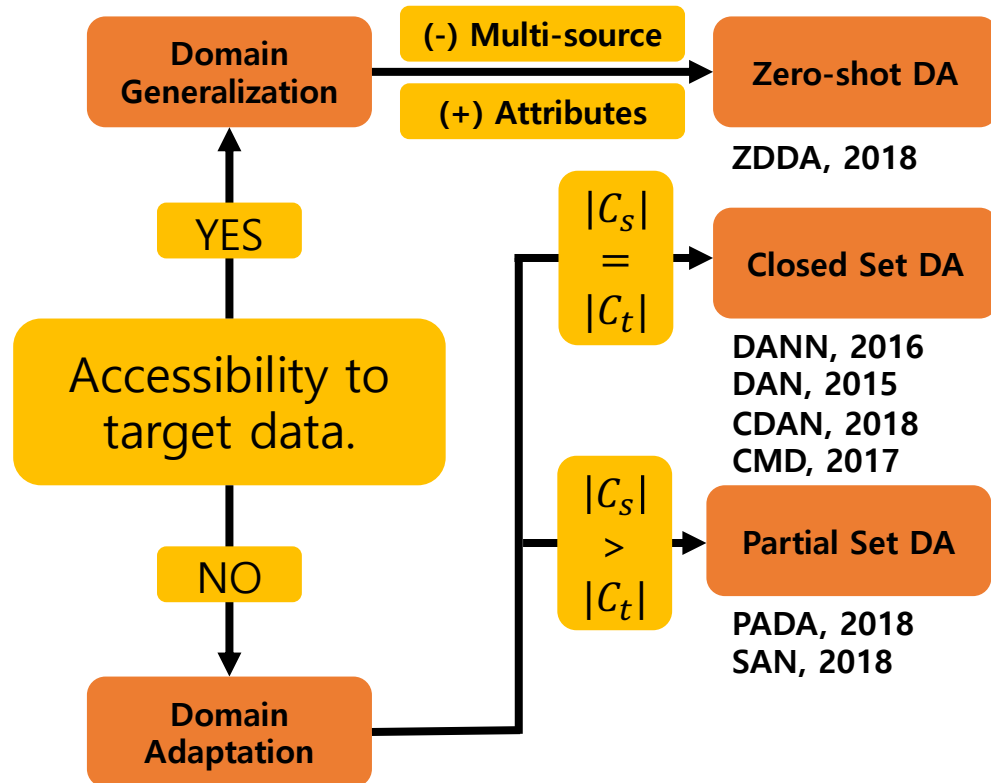 Domain
Generalization
(-) Multi-source
(+) Attributes
Zero-shot DA
ZDDA, 2018
YES
|C_s|
=
|C_t|
Closed Set DA
DANN, 2016
DAN, 2015
CDAN, 2018
CMD, 2017
Accessibility to
target data.
|C_s|
>
|C_t|
Partial Set DA
PADA, 2018
SAN, 2018
NO
Domain
Adaptation